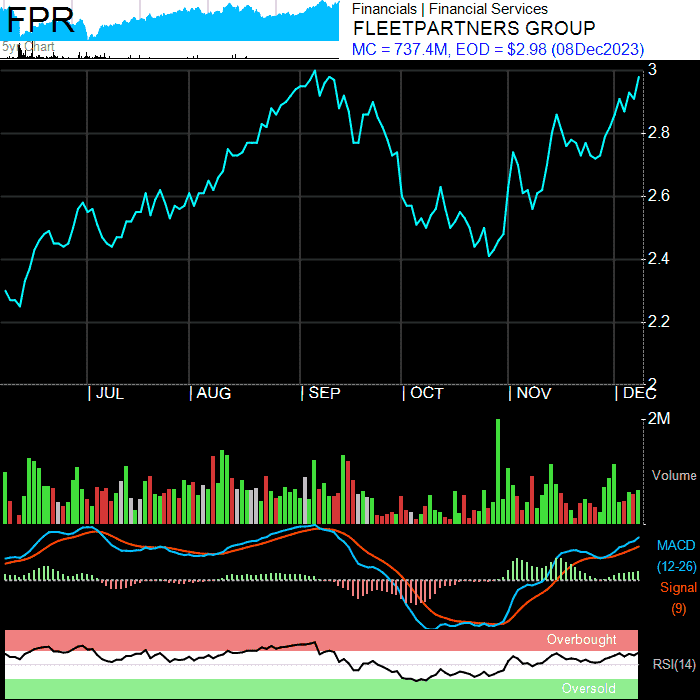 FPR
5yr Chart
Financials | Financial Services
FLEETPARTNERS GROUP
MC = 737.4M, EOD = $2.98 (08Dec2023)
3
2.8
2.6
2.4
2.2
2
JUL AUG SEP OCT NOV DEC
2M
Volume
MACD
(12-26)
Signal
(9)
Overbought
RSI(14)
Oversold